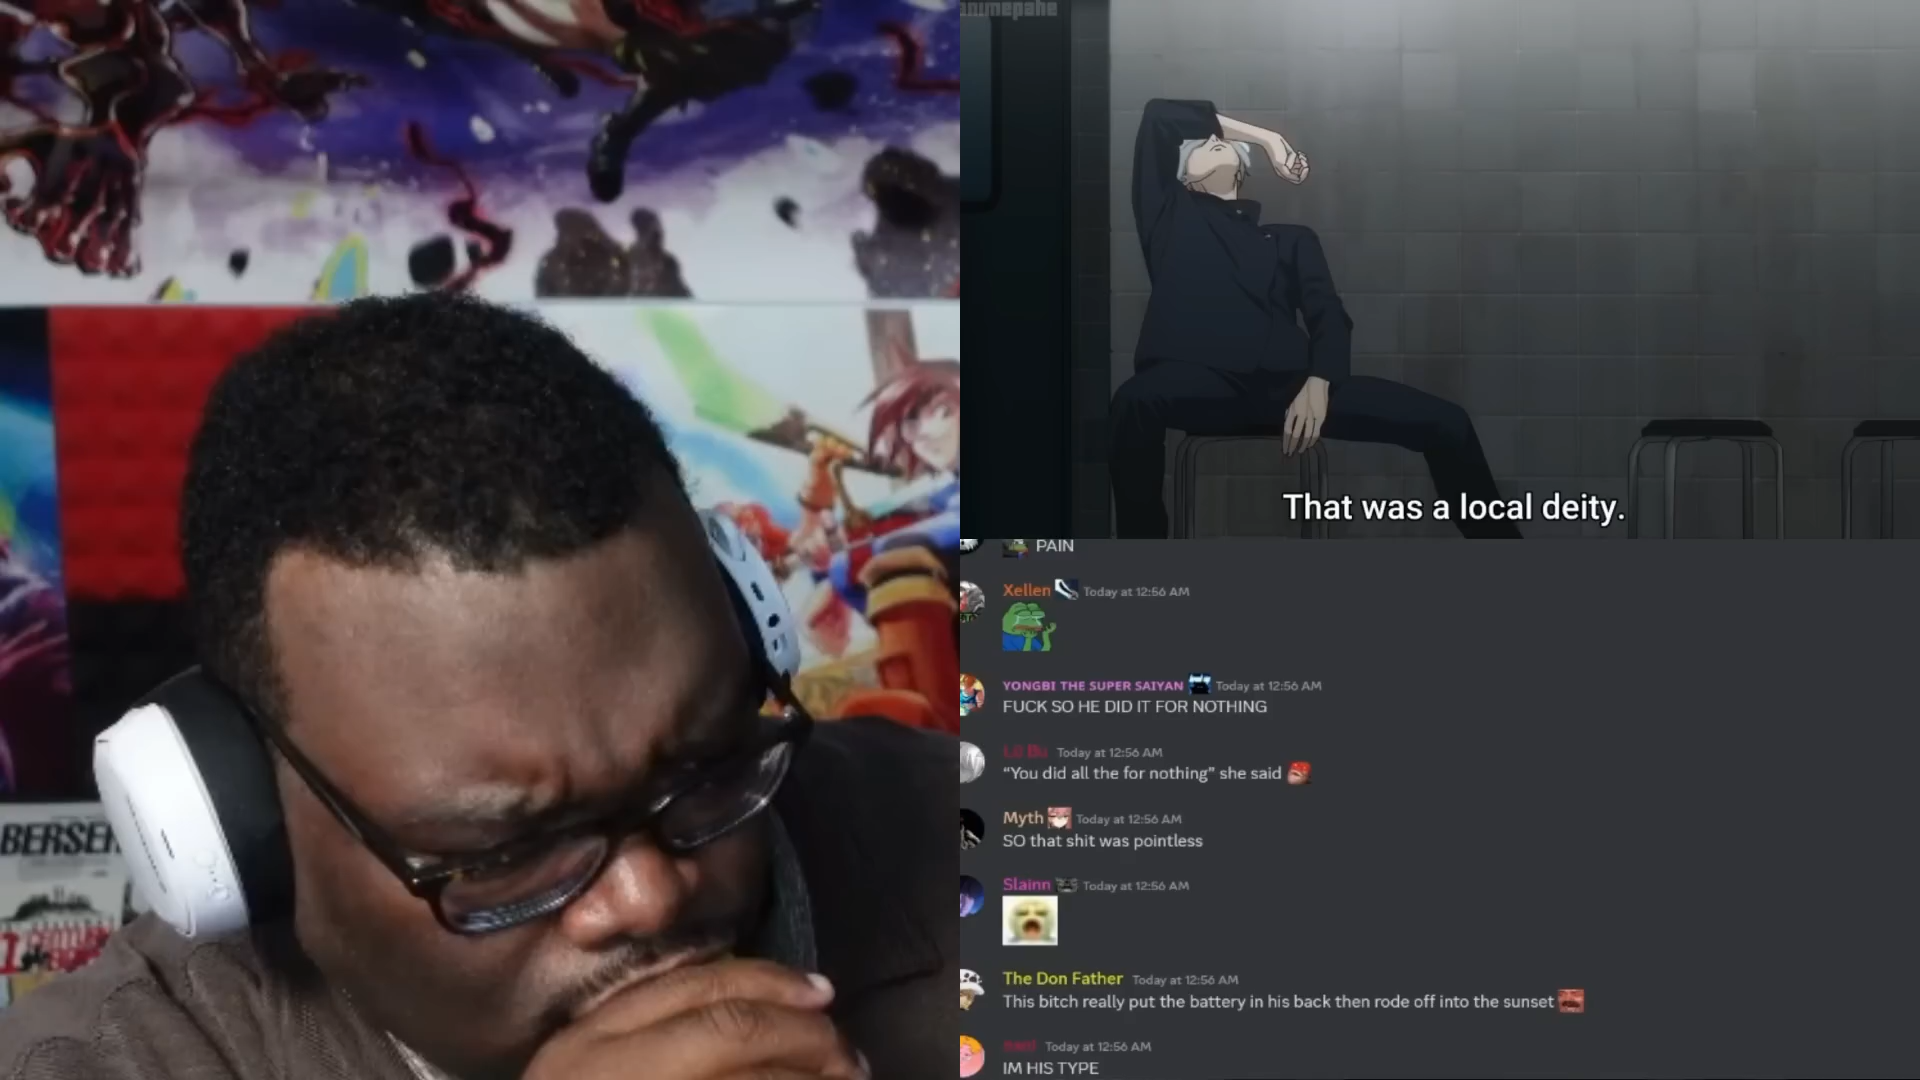 animepahe
That was a local deity.
PAIN
Xellen Today at 12:56 AM
YONGBI THE SUPER SAIYAN Today at 12:56 AM
FUCK SO HE DID IT FOR NOTHING
Lü Bu Today at 12:56 AM
“You did all the for nothing” she said
Myth Today at 12:56 AM
SO that shit was pointless
Slainn Today at 12:56 AM
The Don Father Today at 12:56 AM
This bitch really put the battery in his back then rode off into the sunset
Today at 12:56 AM
IM HIS TYPE
BERSER